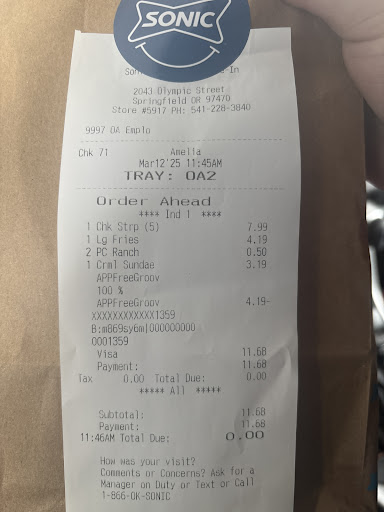 SONIC
2043 Olympic Street
Springfield OR 97470
Store #5917 PH: 541-228-3840
9997 OA Emplo
Chk 71 Amelia
Mar12'25 11:45AM
TRAY: OA2
Order Ahead
**** Ind 1 ****
1 Chk Strp (5) 7.99
1 Lg Fries 4.19
2 PC Ranch 0.50
1 Crml Sundae 3.19
APPFreeGroov
100 %
APPFreeGroov 4.19-
XXXXXXXXXXXX1359
B:m869sy6m|000000000
0001359
Visa 11.68
Payment: 11.68
Tax 0.00 Total Due: 0.00
***** All *****
Subtotal: 11.68
Payment: 11.68
11:46AM Total Due: 0.00
How was your visit?
Comments or Concerns? Ask for a
Manager on Duty or Text or Call
1-866-OK-SONIC